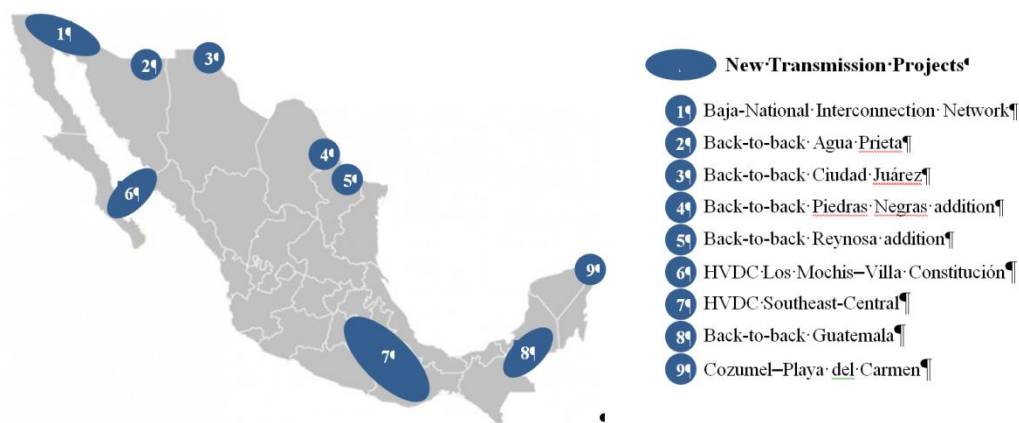 New Transmission Projects
1 Baja-National Interconnection Network¶
2 Back-to-back Agua Prieta¶
3 Back-to-back Ciudad Juárez¶
4 Back-to-back Piedras Negras addition¶
5 Back-to-back Reynosa addition¶
6 HVDC Los Mochis–Villa Constitución¶
7 HVDC Southeast-Central¶
8 Back-to-back Guatemala¶
9 Cozumel–Playa del Carmen¶
1
2
3
4
5
6
7
8
9